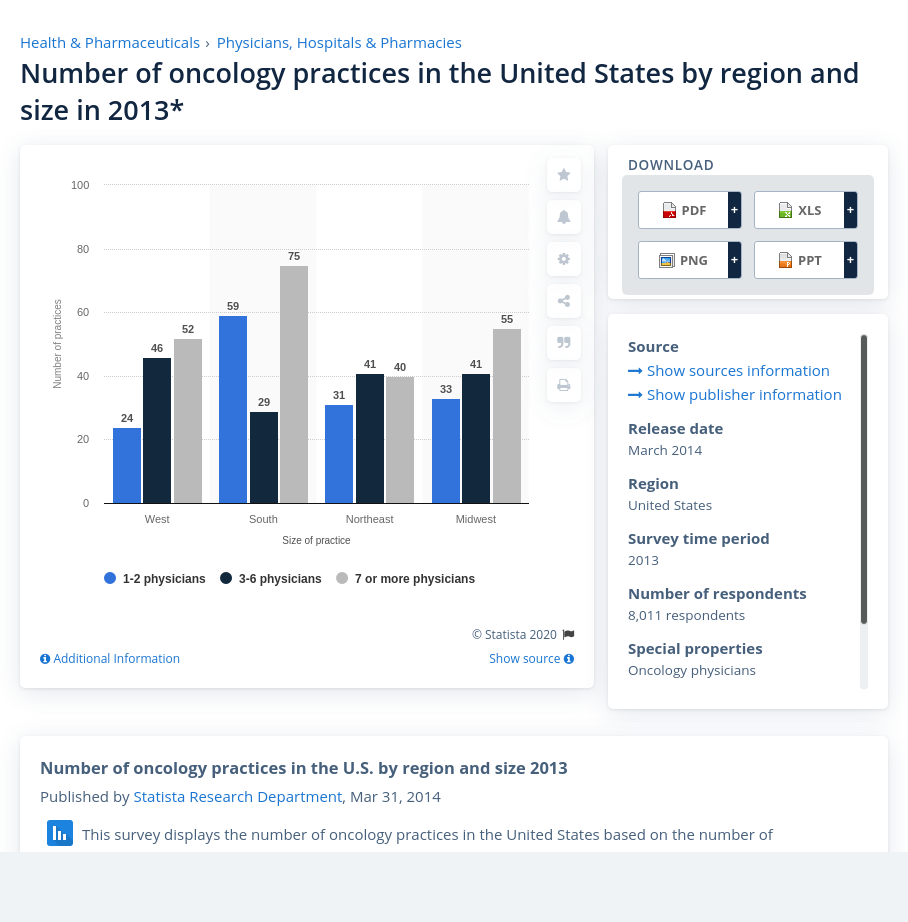 Health & Pharmaceuticals › Physicians, Hospitals & Pharmacies
Number of oncology practices in the United States by region and
size in 2013*
100
80
60
40
20
0
Number of practices
24
46
52
59
29
75
31
41
40
33
41
55
West
South
Northeast
Midwest
Size of practice
1-2 physicians
3-6 physicians
7 or more physicians
© Statista 2020
Additional Information
Show source
DOWNLOAD
PDF +
XLS +
PNG +
PPT +
Source
Show sources information
Show publisher information
Release date
March 2014
Region
United States
Survey time period
2013
Number of respondents
8,011 respondents
Special properties
Oncology physicians
Number of oncology practices in the U.S. by region and size 2013
Published by Statista Research Department, Mar 31, 2014
This survey displays the number of oncology practices in the United States based on the number of